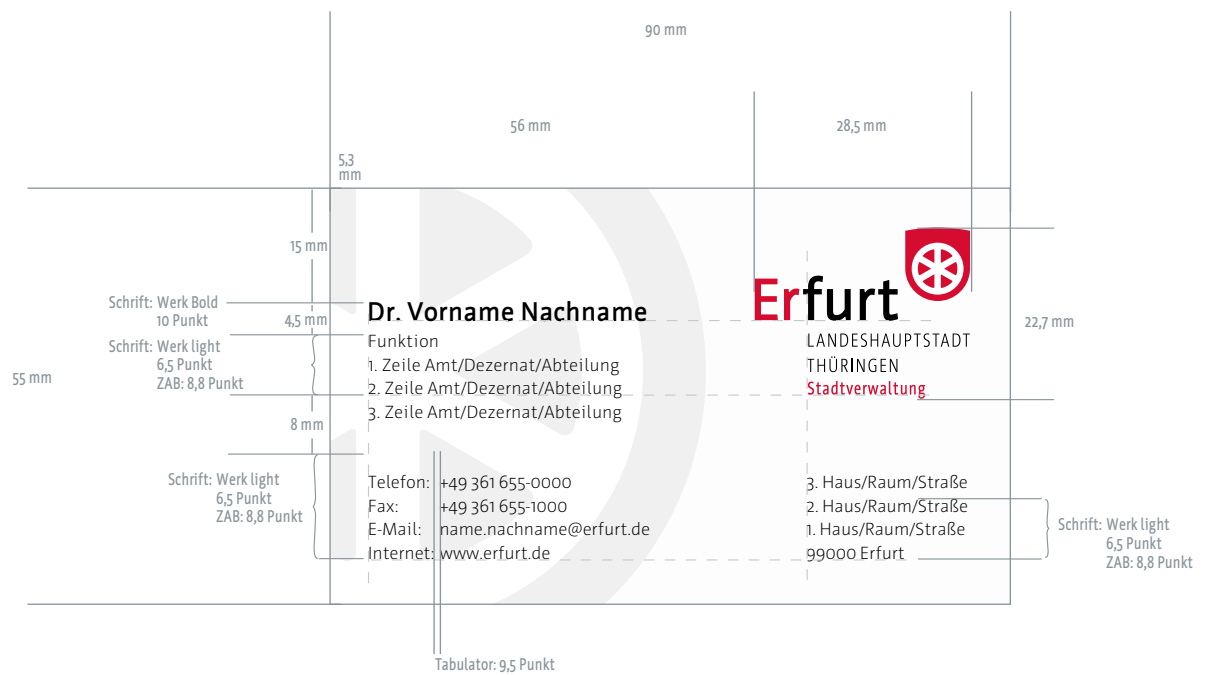 90 mm
56 mm
28,5 mm
5,3
mm
15 mm
Schrift: Werk Bold
10 Punkt
4,5 mm
Schrift: Werk light
6,5 Punkt
ZAB: 8,8 Punkt
55 mm
8 mm
Schrift: Werk light
6,5 Punkt
ZAB: 8,8 Punkt
Dr. Vorname Nachname
Funktion
1. Zeile Amt/Dezernat/Abteilung
2. Zeile Amt/Dezernat/Abteilung
3. Zeile Amt/Dezernat/Abteilung
Telefon: +49 361 655-0000
Fax: +49 361 655-1000
E-Mail: name.nachname@erfurt.de
Internet: www.erfurt.de
Erfurt
LANDESHAUPTSTADT
THÜRINGEN
Stadtverwaltung
3. Haus/Raum/Straße
2. Haus/Raum/Straße
1. Haus/Raum/Straße
99000 Erfurt
22,7 mm
Schrift: Werk light
6,5 Punkt
ZAB: 8,8 Punkt
Tabulator: 9,5 Punkt